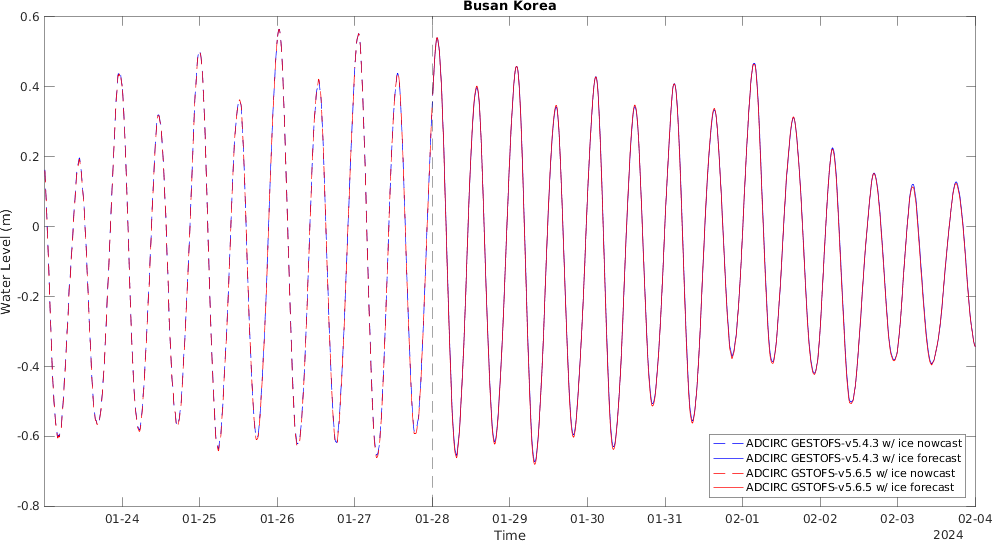 Busan Korea
0.6
0.4
0.2
0
-0.2
-0.4
-0.6
-0.8
Water Level (m)
ADCIRC GESTOFS-v5.4.3 w/ ice nowcast
ADCIRC GESTOFS-v5.4.3 w/ ice forecast
ADCIRC GSTOFS-v5.6.5 w/ ice nowcast
ADCIRC GSTOFS-v5.6.5 w/ ice forecast
01-24 01-25 01-26 01-27 01-28 01-29 01-30 01-31 02-01 02-02 02-03 02-04
Time
2024